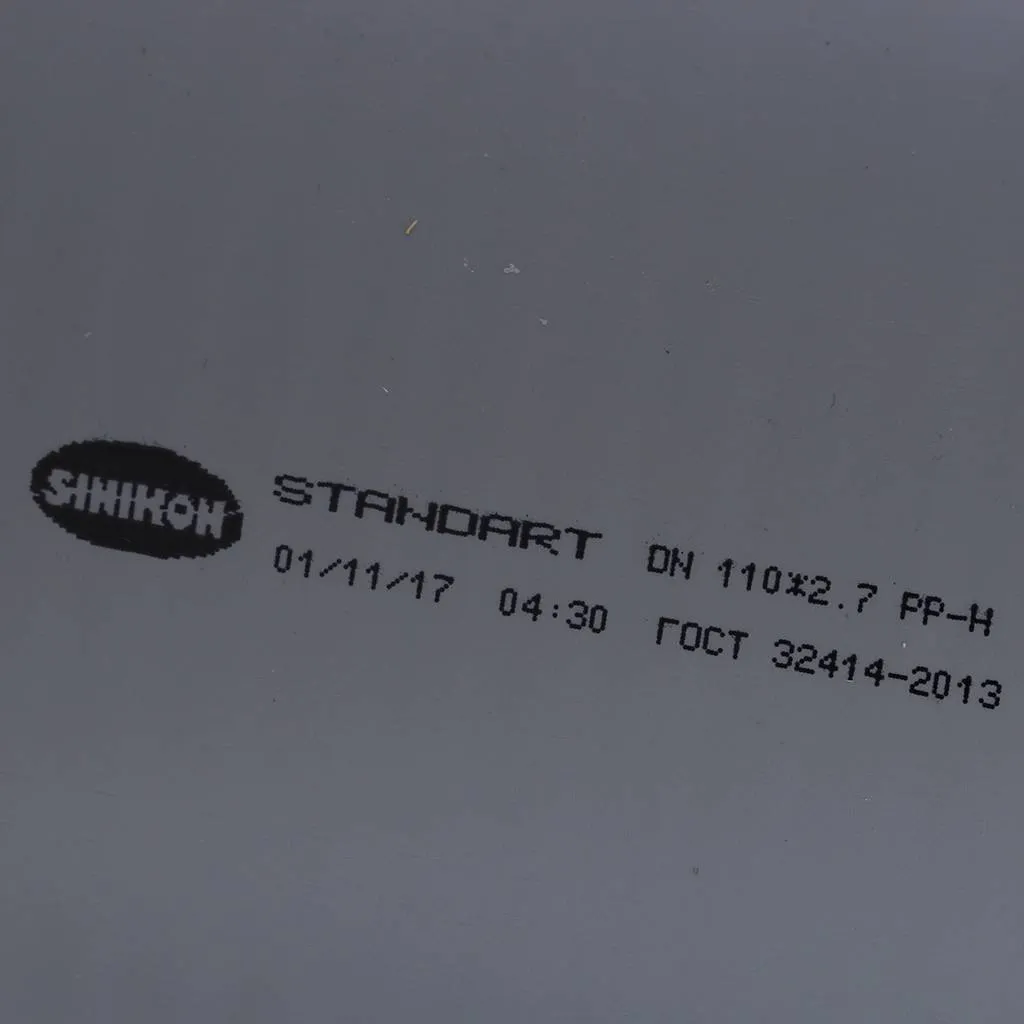 SINIKON STANDART DN 110*2.7 PP-H
01/11/17 04:30 ГОСТ 32414-2013